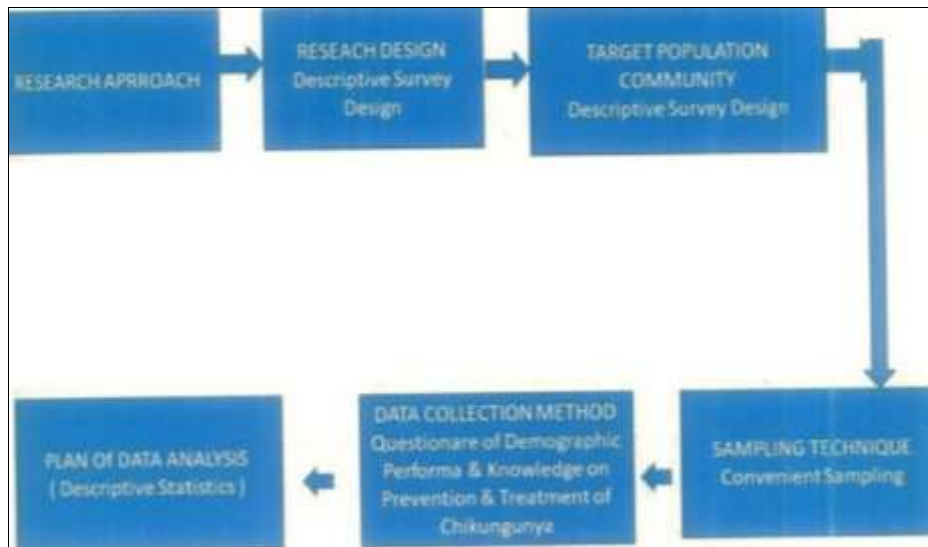 RESEARCH APRROACH
RESEACH DESIGN
Descriptive Survey
Design
TARGET POPULATION
COMMUNITY
Descriptive Survey Design
SAMPLING TECHNIQUE
Convenient Sampling
DATA COLLECTION METHOD
Questionare of Demographic
Performa & Knowledge on
Prevention & Treatment of
Chikungunya
PLAN Of DATA ANALYSIS
( Descriptive Statistics )